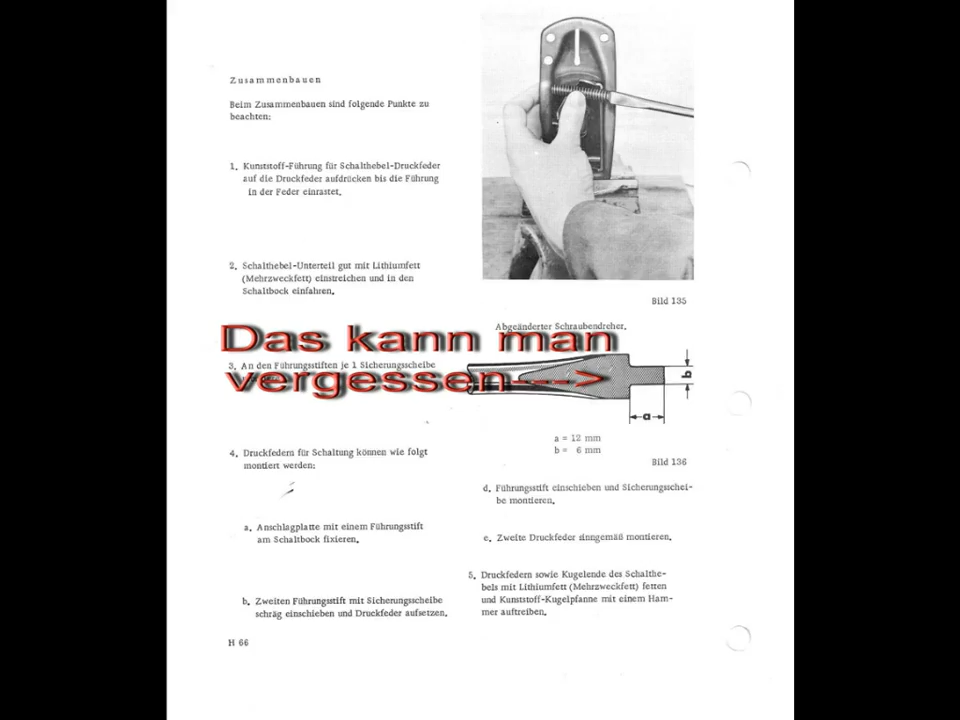 Zusammenbauen
Beim Zusammenbauen sind folgende Punkte zu
beachten:
1. Kunststoff-Führung für Schalthebel-Druckfeder
auf die Druckfeder aufdrücken bis die Führung
in der Feder einrastet.
2. Schalthebel-Unterteil gut mit Lithiumfett
(Mehrzweckfett) einstreichen und in den
Schaltbock einfahren.
3. An den Führungsstiften je 1 Sicherungsscheibe
4. Druckfedern für Schaltung können wie folgt
montiert werden:
a. Anschlagplatte mit einem Führungsstift
am Schaltbock fixieren.
b. Zweiten Führungsstift mit Sicherungsscheibe
schräg einschieben und Druckfeder aufsetzen.
H 66
Bild 135
Abgeänderter Schraubendreher.
Das kann man
vergessen--->
b
a
a = 12 mm
b = 6 mm
Bild 136
d. Führungsstift einschieben und Sicherungsschei-
be montieren.
e. Zweite Druckfeder sinngemäß montieren.
5. Druckfedern sowie Kugelende des Schalthe-
bels mit Lithiumfett (Mehrzweckfett) fetten
und Kunststoff-Kugelpfanne mit einem Ham-
mer auftreiben.